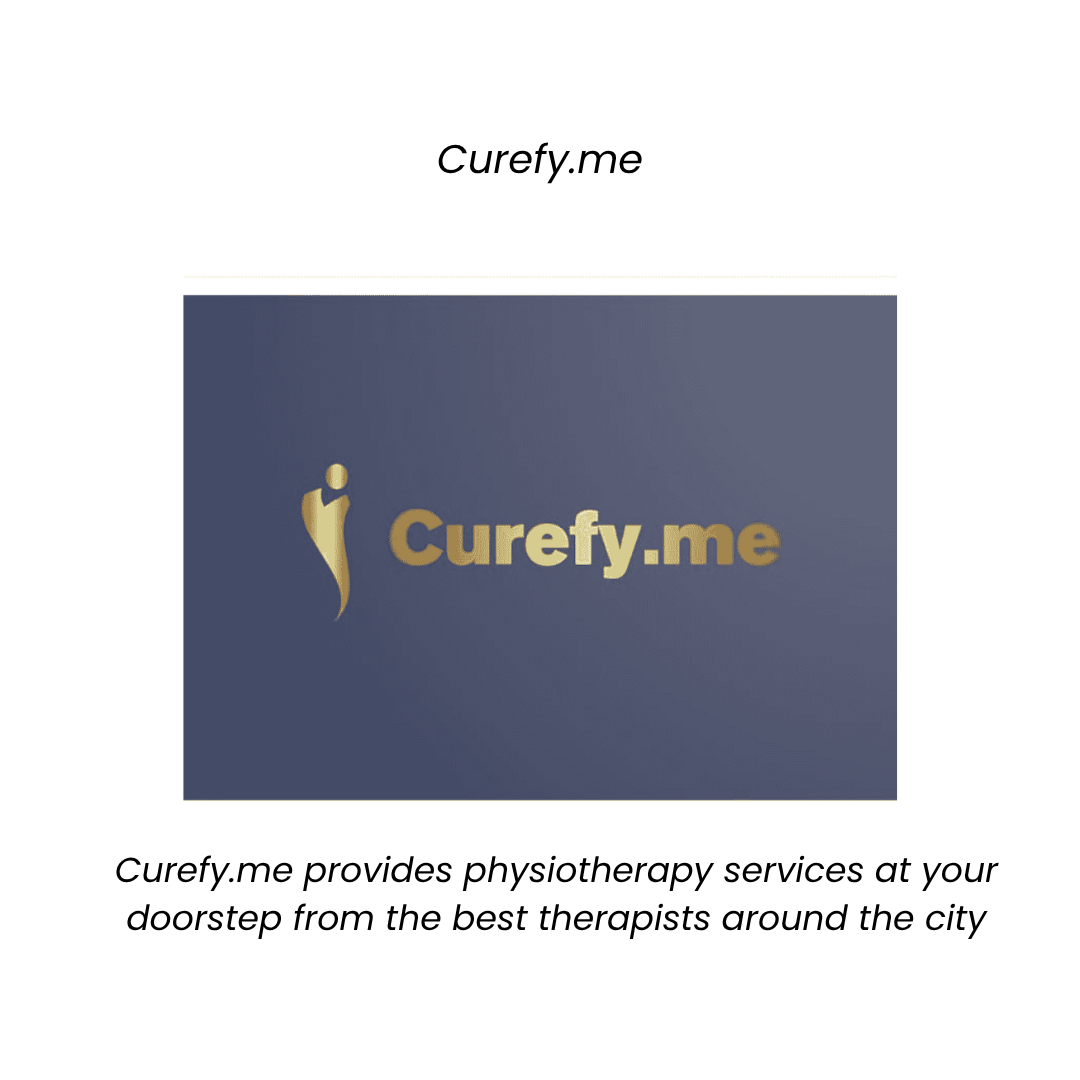 Curefy.me
Curefy.me
Curefy.me provides physiotherapy services at your
doorstep from the best therapists around the city